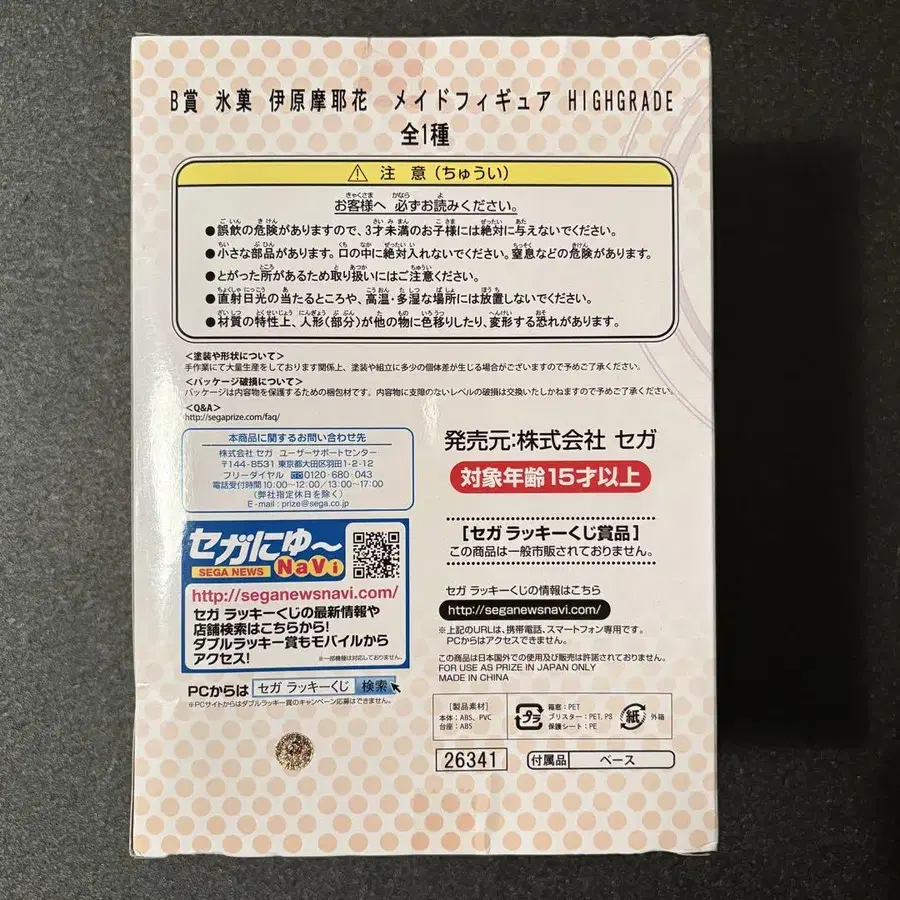 B賞 氷菓 伊原摩耶花 メイドフィギュア HIGHGRADE
全1種
⚠ 注 意(ちゅうい)
お客様へ 必ずお読みください。
●誤飲の危険がありますので、3才未満のお子様には絶対に与えないでください。
●小さな部品があります。口の中に絶対入れないでください。窒息などの危険があります。
●とがった所があるため取り扱いにはご注意ください。
●直射日光の当たるところや、高温・多湿な場所には放置しないでください。
●材質の特性上、人形(部分)が他の物に色移りしたり、変形する恐れがあります。
<塗装や形状について>
手作業にて大量生産をしております関係上、塗装や組立に多少の個体差が生じる場合がございますので予めご了承ください。
<パッケージ破損について>
パッケージは内容物を保護するための梱包材です。内容物に支障のないレベルの破損は交換いたしかねますので予めご了承ください。
<Q&A>
http://segaprize.com/faq/
本商品に関するお問い合わせ先
株式会社 セガ ユーザーサポートセンター
〒144-8531 東京都大田区羽田1-2-12
フリーダイヤル 0120-680-043
電話受付時間 10:00~12:00/13:00~17:00
(弊社指定休日を除く)
E-mail : prize@sega.co.jp
セガにゅ~
SEGA NEWS NaVi
http://seganewsnavi.com/
セガ ラッキーくじの最新情報や
店舗検索はこちらから!
ダブルラッキー賞もモバイルから
アクセス!
※一部機種は対応しておりません。
PCからは セガ ラッキーくじ 検索
※PCサイトからはダブルラッキー賞のキャンペーン応募はできません。
発売元:株式会社 セガ
対象年齢15才以上
[セガ ラッキーくじ賞品]
この商品は一般市販されておりません。
セガ ラッキーくじの情報はこちら
http://seganewsnavi.com/
※上記のURLは、携帯電話、スマートフォン専用です。
PCからはアクセスできません。
この商品は日本国外での使用及び販売は許諾されておりません。
FOR USE AS PRIZE IN JAPAN ONLY
MADE IN CHINA
[製品素材]
本体:ABS、PVC
台座:ABS
プラ
箱窓:PET
ブリスター:PET、PS
保護シート:PE
紙 外箱
26341
付属品 ベース